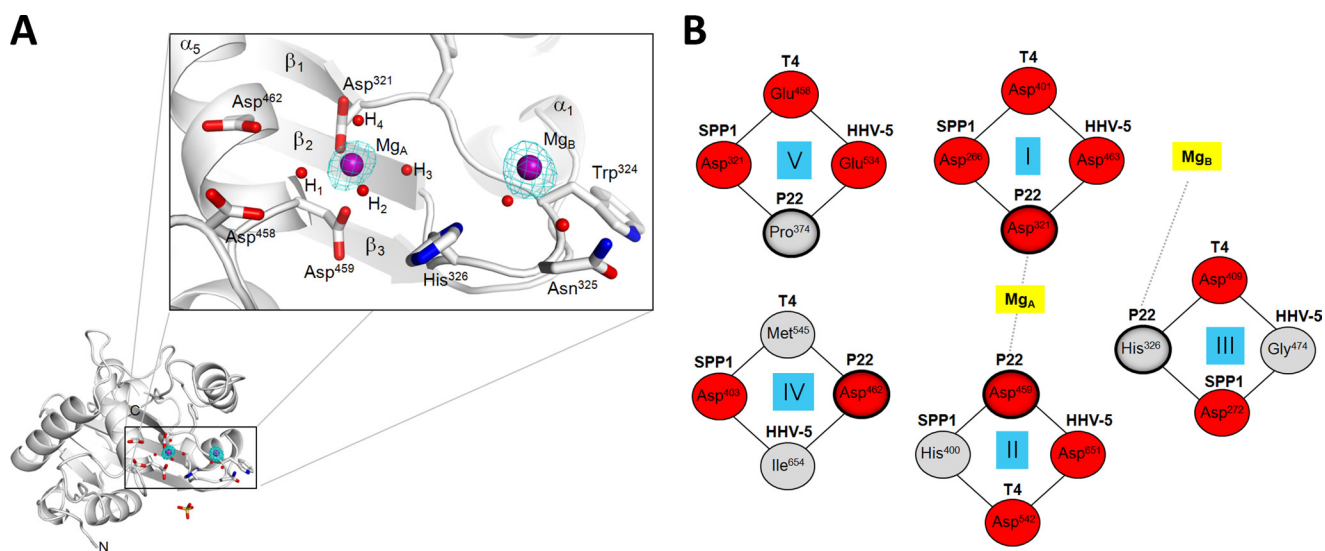 A
α5
β1
Asp321
Asp462
H4
α1
β2
MgA
MgB
H3
H1
H2
Trp324
Asp458
Asp459
β3
His326
Asn325
C
N
B
T4
Glu458
SPP1
HHV-5
Asp321
V
Glu534
P22
Pro374
T4
Asp401
SPP1
HHV-5
Asp266
I
Asp463
P22
Asp321
MgB
MgA
T4
Asp409
P22
HHV-5
His326
III
Gly474
SPP1
Asp272
T4
Met545
SPP1
P22
Asp403
IV
Asp462
HHV-5
Ile654
P22
Asp459
SPP1
HHV-5
His400
II
Asp651
T4
Asp542